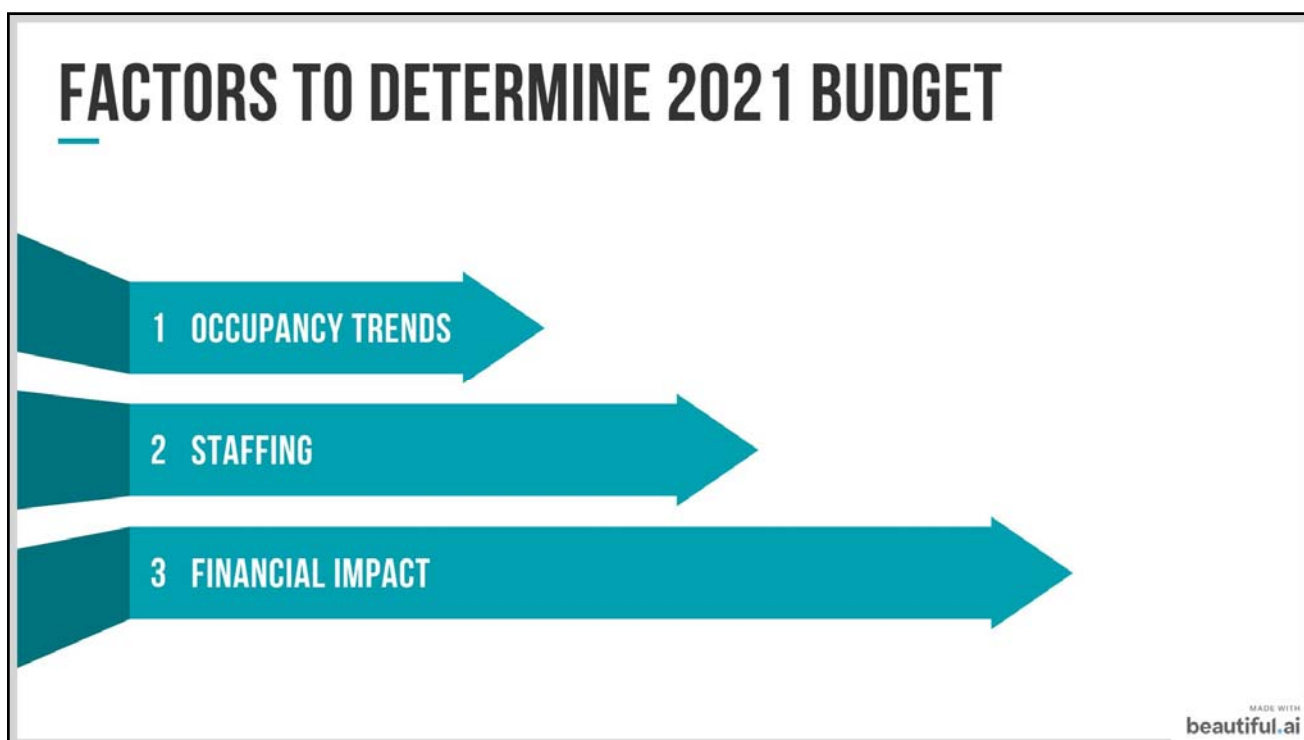 FACTORS TO DETERMINE 2021 BUDGET
1 OCCUPANCY TRENDS
2 STAFFING
3 FINANCIAL IMPACT
MADE WITH
beautiful.ai